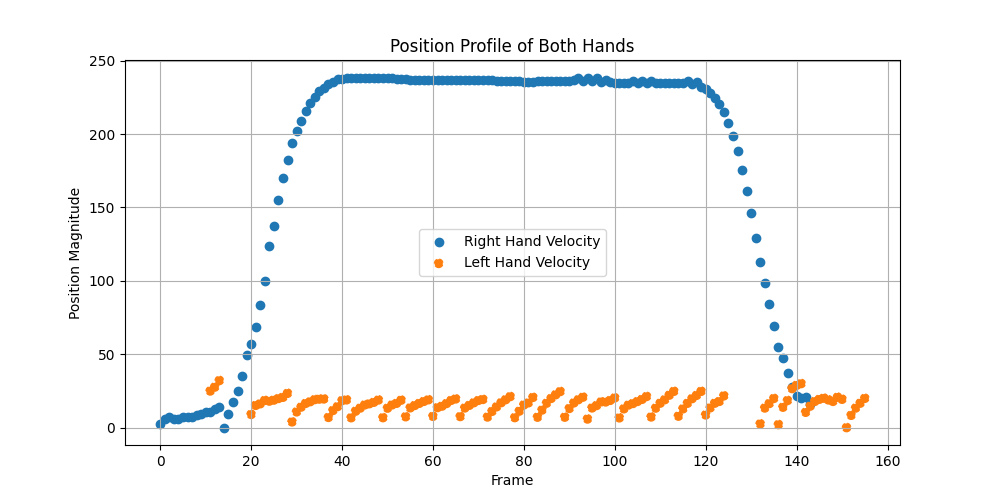 Position Profile of Both Hands
250
200
150
100
50
0
Position Magnitude
Right Hand Velocity
Left Hand Velocity
0 20 40 60 80 100 120 140 160
Frame